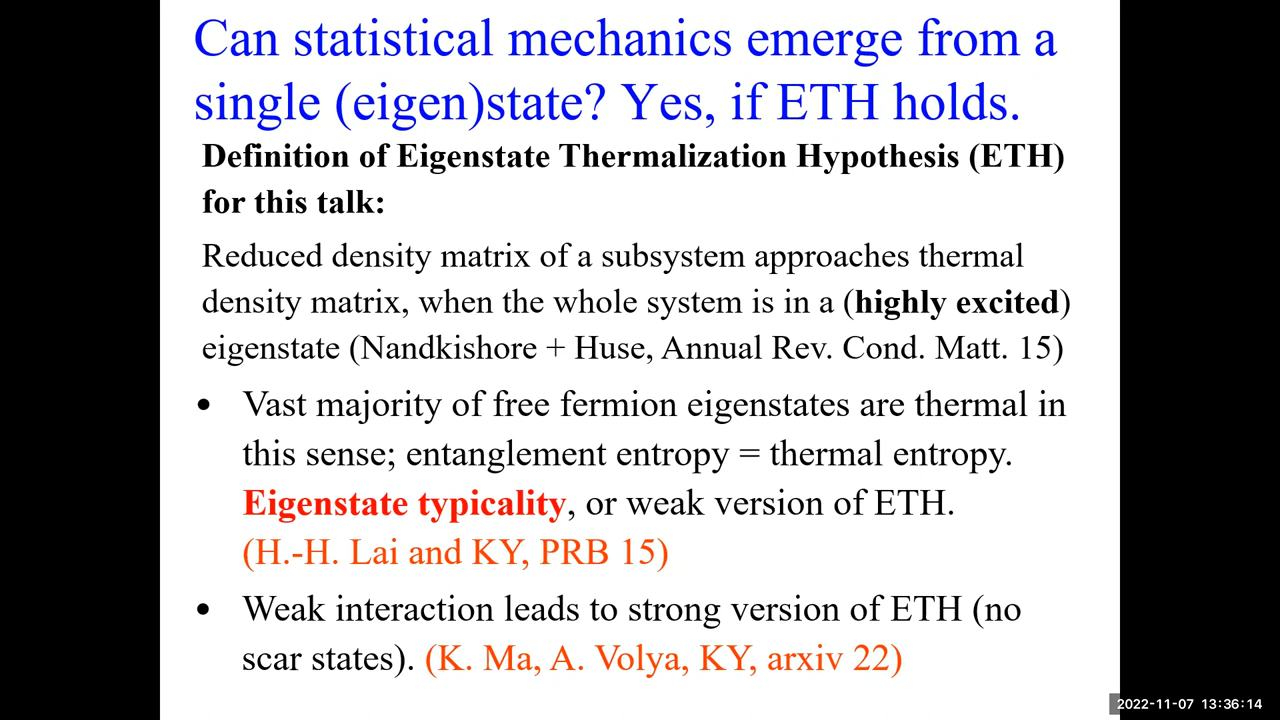 Can statistical mechanics emerge from a
single (eigen)state? Yes, if ETH holds.
Definition of Eigenstate Thermalization Hypothesis (ETH)
for this talk:
Reduced density matrix of a subsystem approaches thermal
density matrix, when the whole system is in a (highly excited)
eigenstate (Nandkishore + Huse, Annual Rev. Cond. Matt. 15)
• Vast majority of free fermion eigenstates are thermal in
this sense; entanglement entropy = thermal entropy.
Eigenstate typicality, or weak version of ETH.
(H.-H. Lai and KY, PRB 15)
• Weak interaction leads to strong version of ETH (no
scar states). (K. Ma, A. Volya, KY, arxiv 22)
2022-11-07 13:36:14